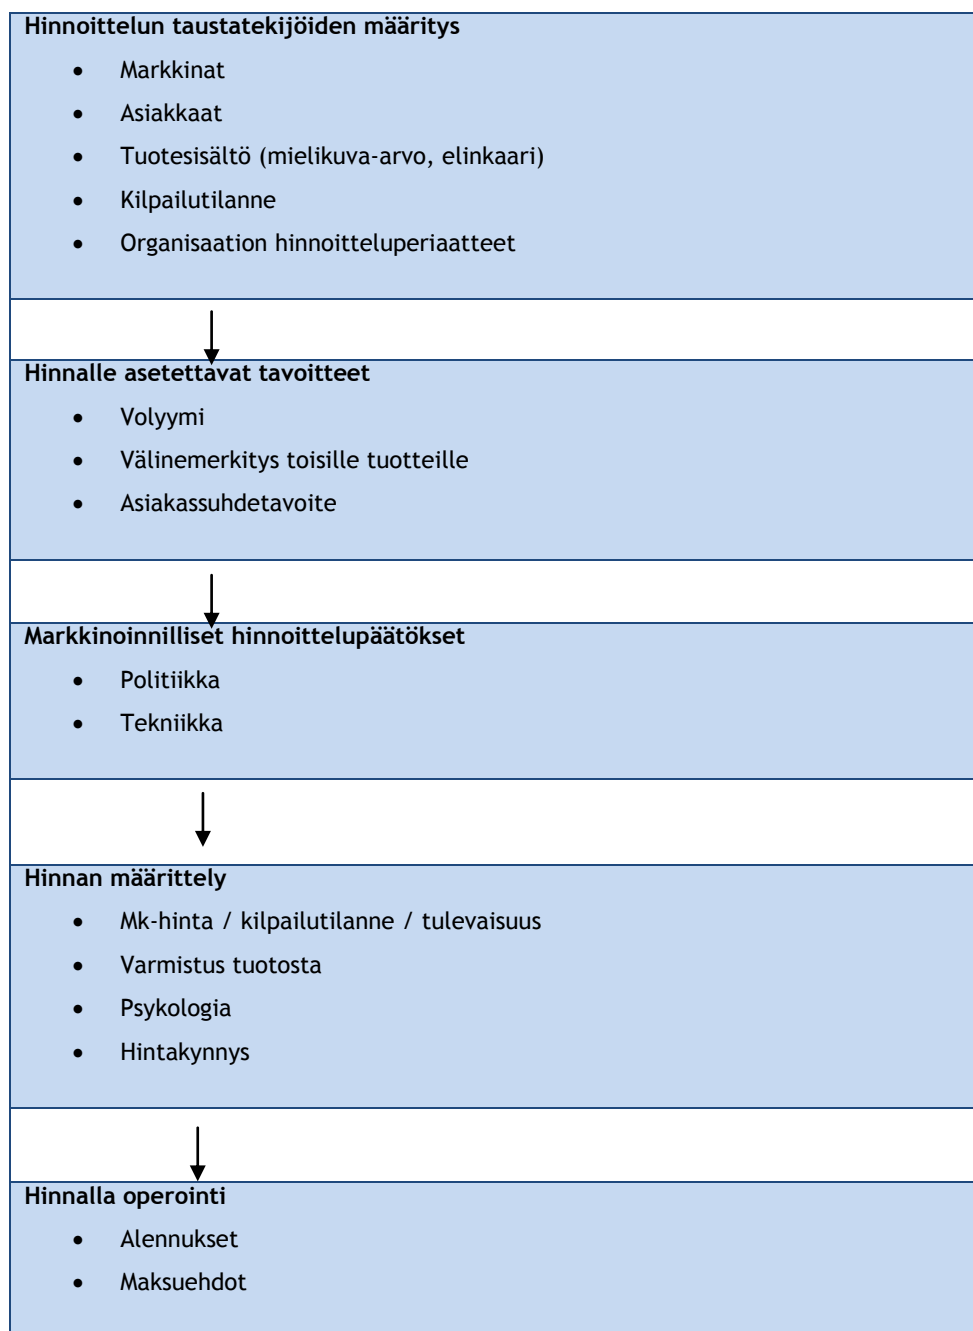 Hinnoittelun taustatekijöiden määritys
• Markkinat
• Asiakkaat
• Tuotesisältö (mielikuva-arvo, elinkaari)
• Kilpailutilanne
• Organisaation hinnoitteluperiaatteet
Hinnalle asetettavat tavoitteet
• Volyymi
• Välinemerkitys toisille tuotteille
• Asiakassuhdetavoite
Markkinoinnilliset hinnoittelupäätökset
• Politiikka
• Tekniikka
Hinnan määrittely
• Mk-hinta / kilpailutilanne / tulevaisuus
• Varmistus tuotosta
• Psykologia
• Hintakynnys
Hinnalla operointi
• Alennukset
• Maksuehdot